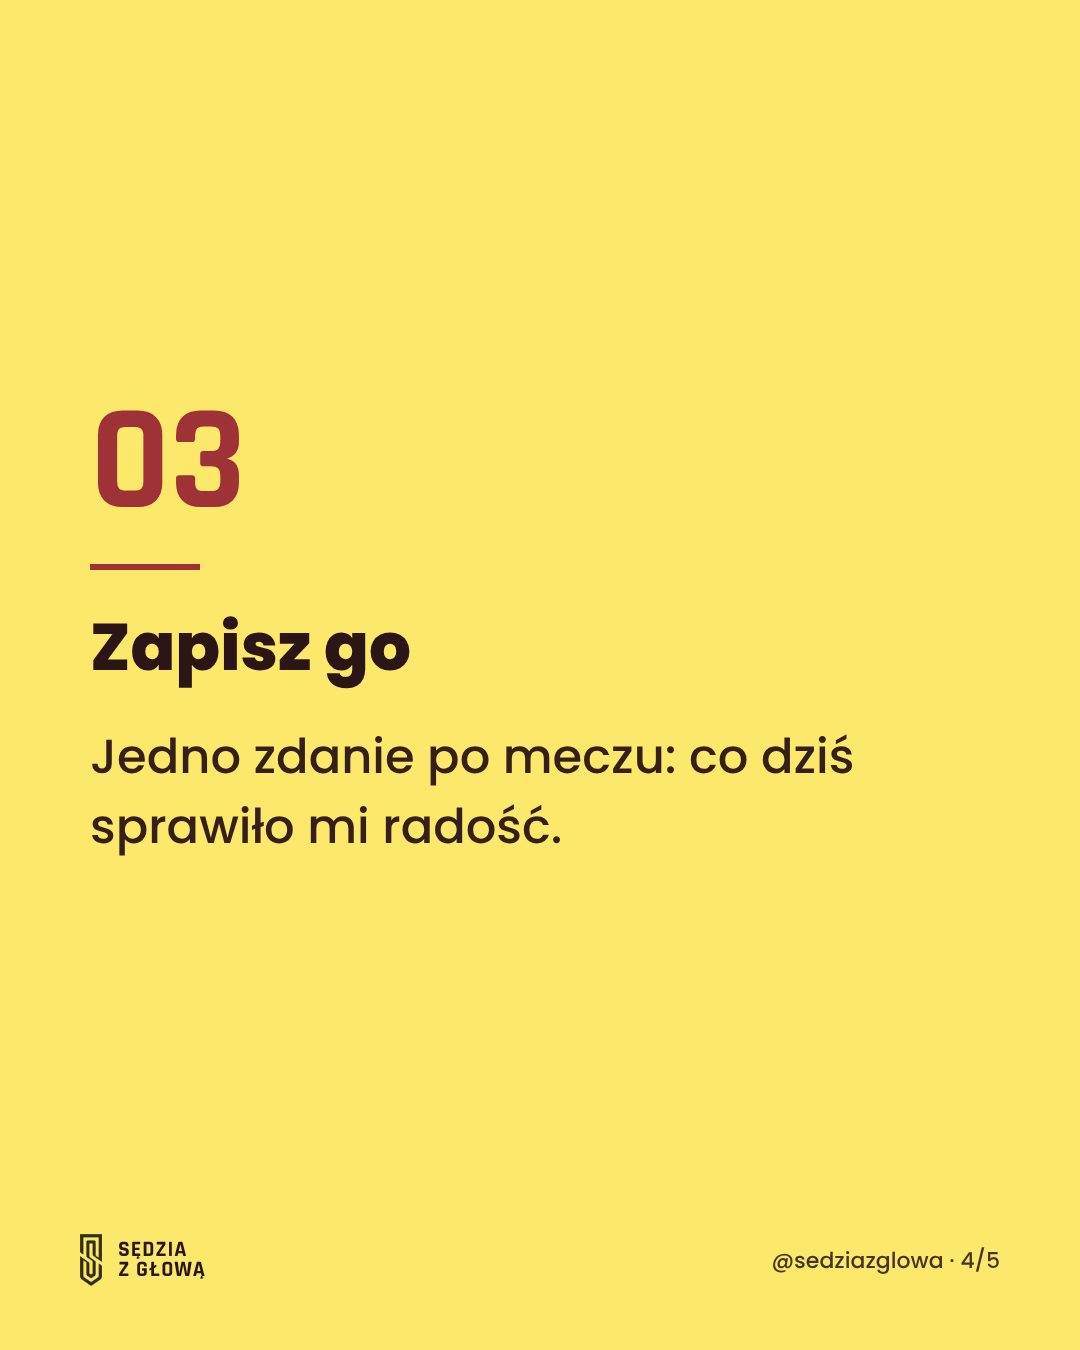 03
Zapisz go
Jedno zdanie po meczu: co dziś
sprawiło mi radość.
SĘDZIA
Z GŁOWĄ
@sedziazglowa · 4/5